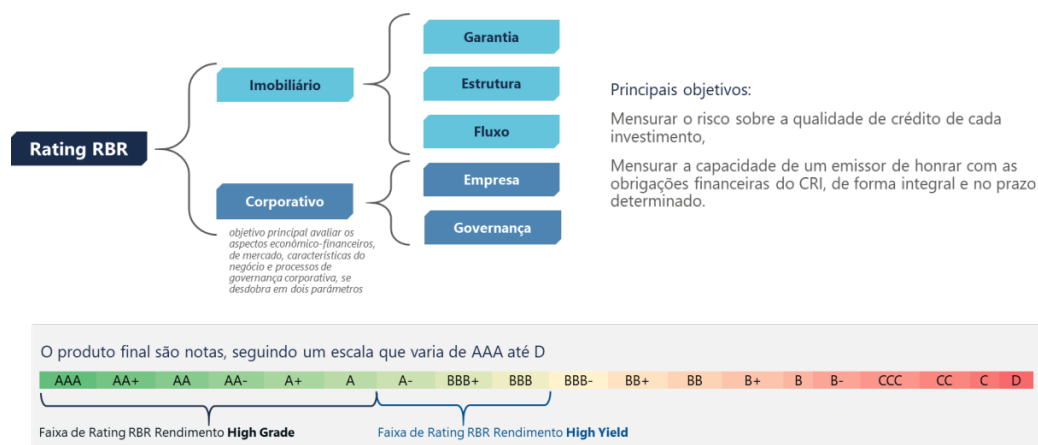 Rating RBR
Imobiliário
Garantia
Estrutura
Fluxo
Corporativo
objetivo principal avaliar os
aspectos econômico-financeiros,
de mercado, características do
negócio e processos de
governança corporativa, se
desdobra em dois parâmetros
Empresa
Governança
Principais objetivos:
Mensurar o risco sobre a qualidade de crédito de cada
investimento,
Mensurar a capacidade de um emissor de honrar com as
obrigações financeiras do CRI, de forma integral e no prazo
determinado.
O produto final são notas, seguindo um escala que varia de AAA até D
AAA AA+ AA AA- A+ A A- BBB+ BBB BBB- BB+ BB B+ B B- CCC CC C D
Faixa de Rating RBR Rendimento High Grade Faixa de Rating RBR Rendimento High Yield